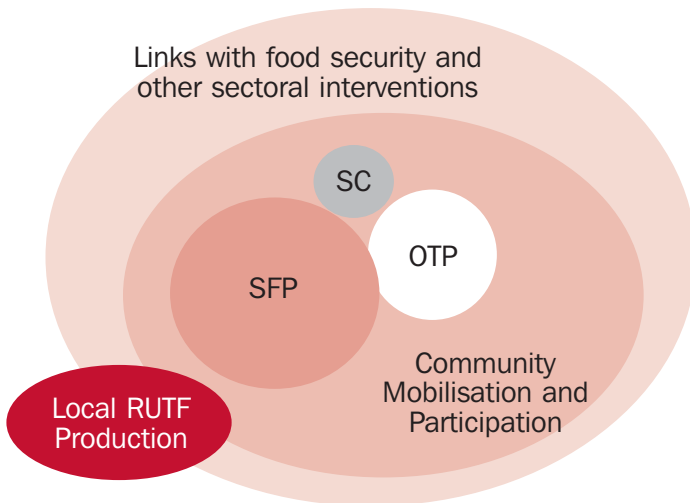 Links with food security and
other sectoral interventions
SC
OTP
SFP
Community
Mobilisation and
Participation
Local RUTF
Production